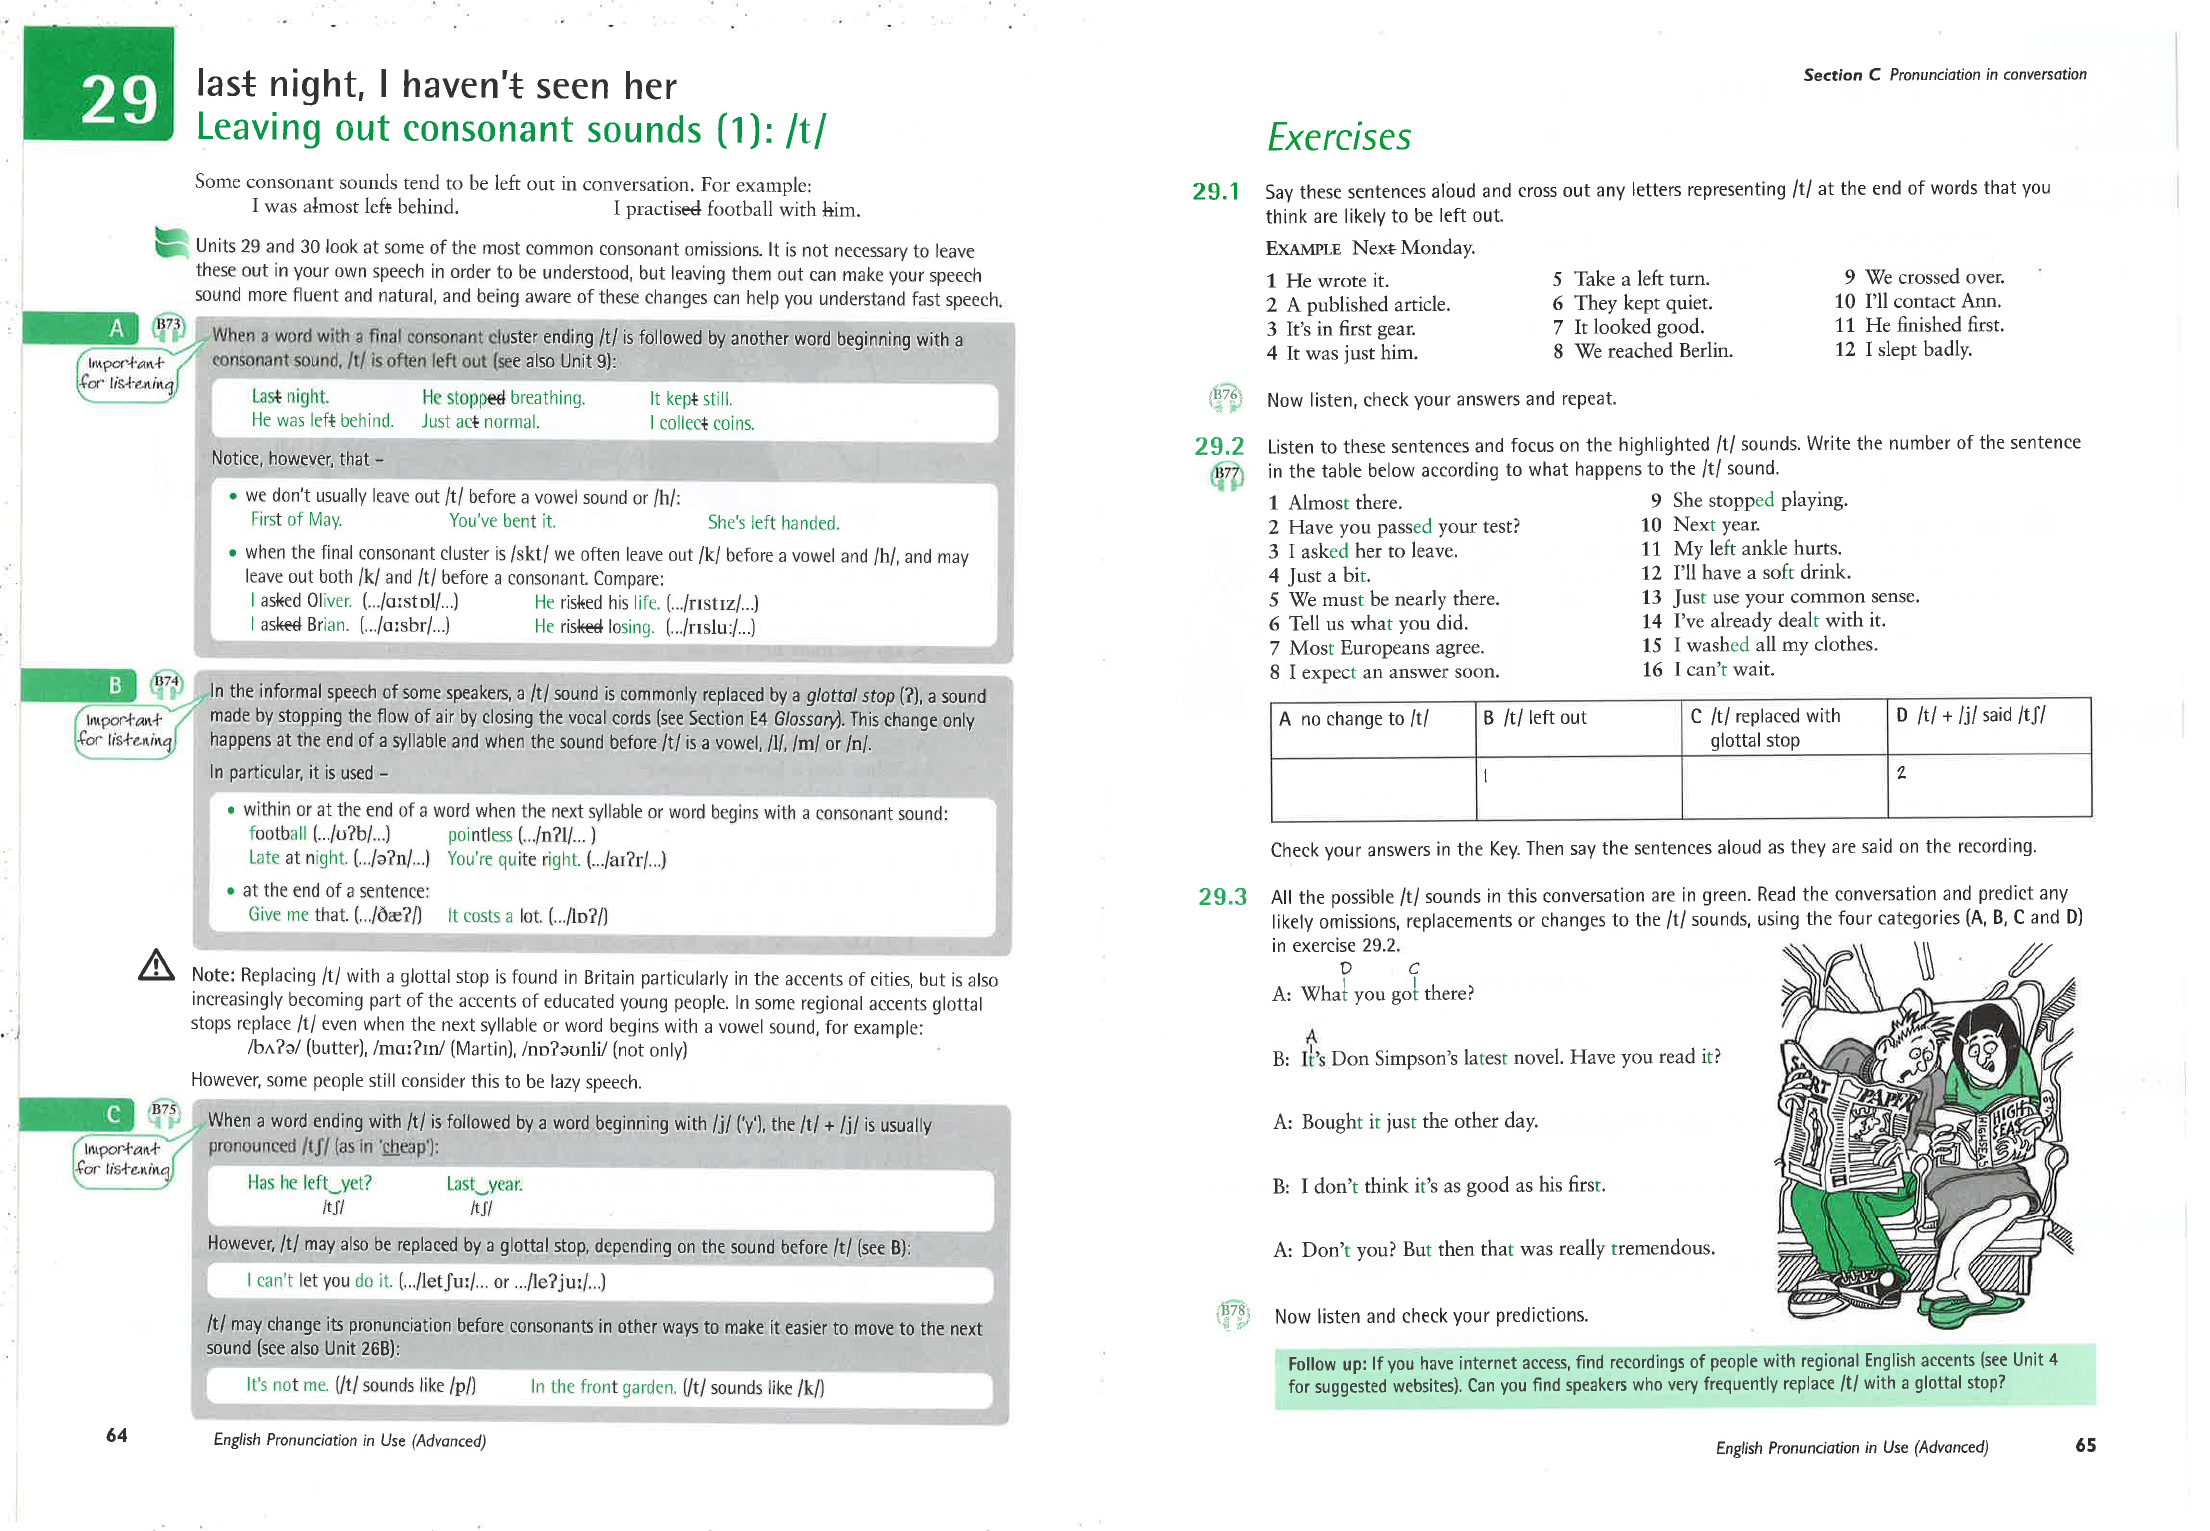 29
last night, I haven't seen her
Leaving out consonant sounds (1): /t/
Some consonant sounds tend to be left out in conversation. For example:
I was almost left behind. I practised football with him.
Units 29 and 30 look at some of the most common consonant omissions. It is not necessary to leave
these out in your own speech in order to be understood, but leaving them out can make your speech
sound more fluent and natural, and being aware of these changes can help you understand fast speech.
A B73
Important
for listening
When a word with a final consonant cluster ending /t/ is followed by another word beginning with a
consonant sound, /t/ is often left out (see also Unit 9):
Last night. He stopped breathing. It kept still.
He was left behind. Just act normal. I collect coins.
Notice, however, that –
• we don't usually leave out /t/ before a vowel sound or /h/:
First of May. You've bent it. She's left handed.
• when the final consonant cluster is /skt/ we often leave out /k/ before a vowel and /h/, and may
leave out both /k/ and /t/ before a consonant. Compare:
I asked Oliver. (.../ɑːstɒl/...) He risked his life. (.../rɪstɪz/...)
I asked Brian. (.../ɑːsbr/...) He risked losing. (.../rɪsluː/...)
B B74
Important
for listening
In the informal speech of some speakers, a /t/ sound is commonly replaced by a glottal stop (ʔ), a sound
made by stopping the flow of air by closing the vocal cords (see Section E4 Glossary). This change only
happens at the end of a syllable and when the sound before /t/ is a vowel, /l/, /m/ or /n/.
In particular, it is used –
• within or at the end of a word when the next syllable or word begins with a consonant sound:
football (.../ʊʔb/...) pointless (.../nʔl/... )
Late at night. (.../əʔn/...) You're quite right. (.../aɪʔr/...)
• at the end of a sentence:
Give me that. (.../ðæʔ/) It costs a lot. (.../lɒʔ/)
Note: Replacing /t/ with a glottal stop is found in Britain particularly in the accents of cities, but is also
increasingly becoming part of the accents of educated young people. In some regional accents glottal
stops replace /t/ even when the next syllable or word begins with a vowel sound, for example:
/bʌʔə/ (butter), /mɑːʔɪn/ (Martin), /nɒʔəʊnli/ (not only)
However, some people still consider this to be lazy speech.
C B75
Important
for listening
When a word ending with /t/ is followed by a word beginning with /j/ ('y'), the /t/ + /j/ is usually
pronounced /tʃ/ (as in 'cheap'):
Has he left‿yet? Last‿year.
/tʃ/ /tʃ/
However, /t/ may also be replaced by a glottal stop, depending on the sound before /t/ (see B):
I can't let you do it. (.../letʃuː/... or .../leʔjuː/...)
/t/ may change its pronunciation before consonants in other ways to make it easier to move to the next
sound (see also Unit 26B):
It's not me. (/t/ sounds like /p/) In the front garden. (/t/ sounds like /k/)
64 English Pronunciation in Use (Advanced)
Section C Pronunciation in conversation
Exercises
29.1 Say these sentences aloud and cross out any letters representing /t/ at the end of words that you
think are likely to be left out.
EXAMPLE Next Monday.
1 He wrote it. 5 Take a left turn. 9 We crossed over.
2 A published article. 6 They kept quiet. 10 I'll contact Ann.
3 It's in first gear. 7 It looked good. 11 He finished first.
4 It was just him. 8 We reached Berlin. 12 I slept badly.
B76 Now listen, check your answers and repeat.
29.2 Listen to these sentences and focus on the highlighted /t/ sounds. Write the number of the sentence
B77 in the table below according to what happens to the /t/ sound.
1 Almost there. 9 She stopped playing.
2 Have you passed your test? 10 Next year.
3 I asked her to leave. 11 My left ankle hurts.
4 Just a bit. 12 I'll have a soft drink.
5 We must be nearly there. 13 Just use your common sense.
6 Tell us what you did. 14 I've already dealt with it.
7 Most Europeans agree. 15 I washed all my clothes.
8 I expect an answer soon. 16 I can't wait.
A no change to /t/ B /t/ left out C /t/ replaced with D /t/ + /j/ said /tʃ/
glottal stop
1 2
Check your answers in the Key. Then say the sentences aloud as they are said on the recording.
29.3 All the possible /t/ sounds in this conversation are in green. Read the conversation and predict any
likely omissions, replacements or changes to the /t/ sounds, using the four categories (A, B, C and D)
in exercise 29.2.
D C
A: What you got there?
A
B: It's Don Simpson's latest novel. Have you read it?
A: Bought it just the other day.
B: I don't think it's as good as his first.
A: Don't you? But then that was really tremendous.
SPORT
PAPER
HIGH
SEAS
HIGH SEAS
B78 Now listen and check your predictions.
Follow up: If you have internet access, find recordings of people with regional English accents (see Unit 4
for suggested websites). Can you find speakers who very frequently replace /t/ with a glottal stop?
English Pronunciation in Use (Advanced) 65